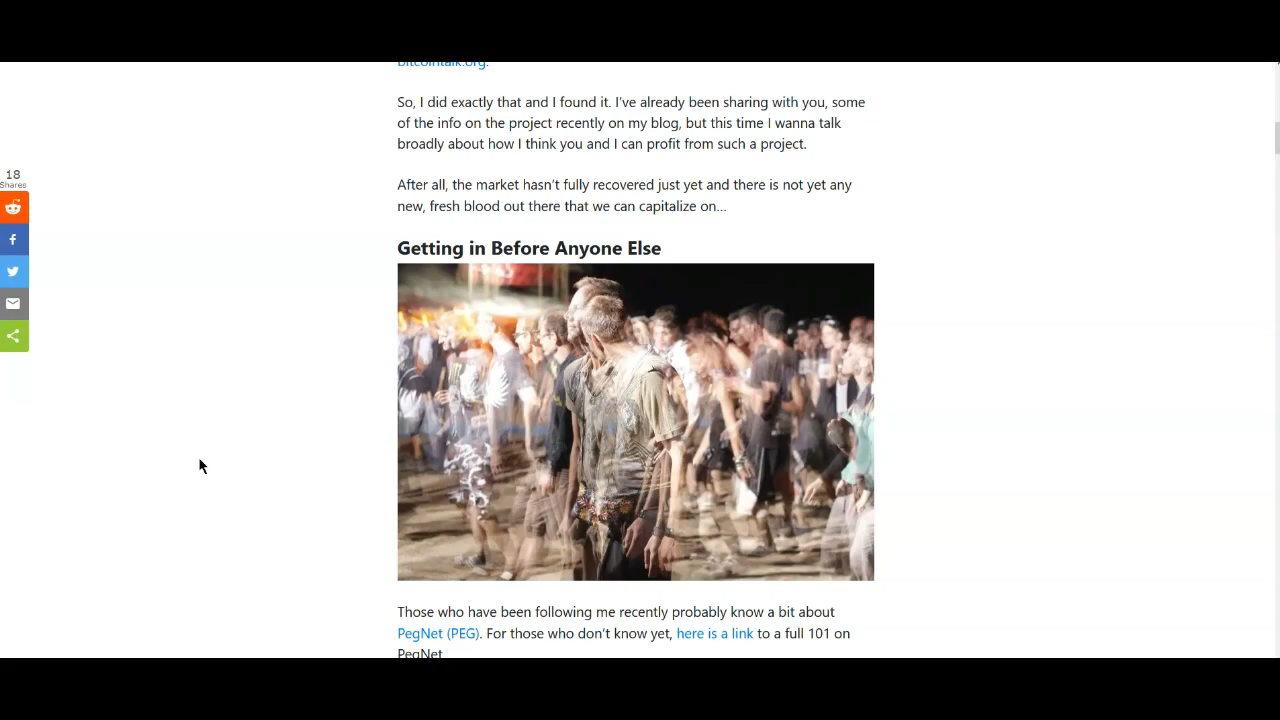 bitcointalk.org.
So, I did exactly that and I found it. I've already been sharing with you, some
of the info on the project recently on my blog, but this time I wanna talk
broadly about how I think you and I can profit from such a project.
After all, the market hasn't fully recovered just yet and there is not yet any
new, fresh blood out there that we can capitalize on...
18
Shares
Getting in Before Anyone Else
Those who have been following me recently probably know a bit about
PegNet (PEG). For those who don't know yet, here is a link to a full 101 on
PegNet